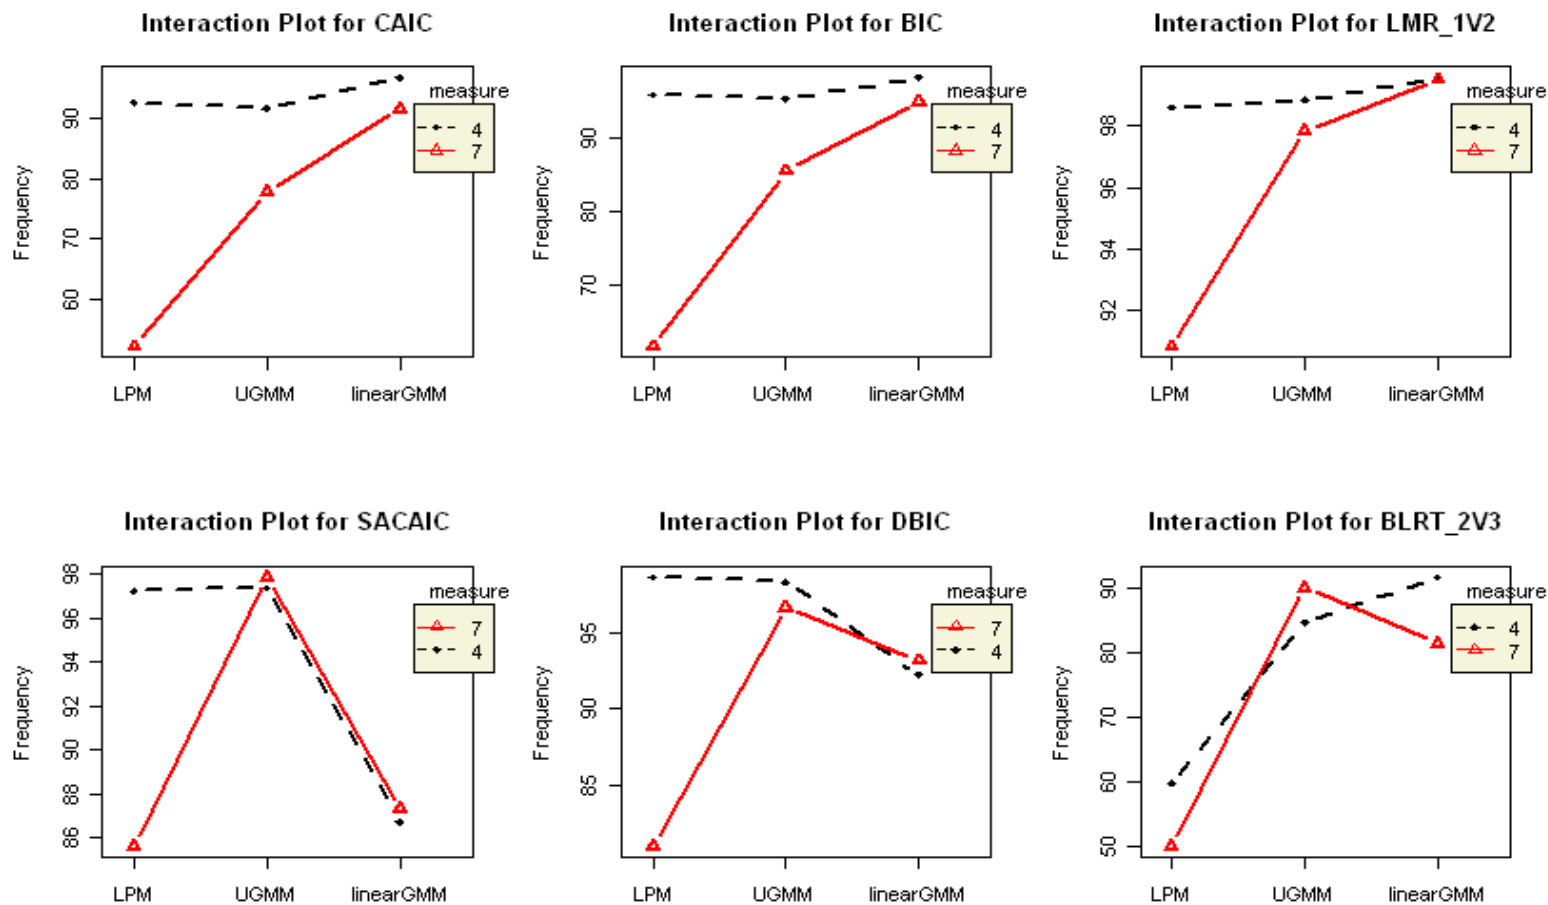 Interaction Plot for CAIC
Frequency
90
80
70
60
LPM
UGMM
linearGMM
measure
4
7
Interaction Plot for BIC
Frequency
90
80
70
LPM
UGMM
linearGMM
measure
4
7
Interaction Plot for LMR_1V2
Frequency
98
96
94
92
LPM
UGMM
linearGMM
measure
4
7
Interaction Plot for SACAIC
Frequency
98
96
94
92
90
88
86
LPM
UGMM
linearGMM
measure
7
4
Interaction Plot for DBIC
Frequency
95
90
85
LPM
UGMM
linearGMM
measure
7
4
Interaction Plot for BLRT_2V3
Frequency
90
80
70
60
50
LPM
UGMM
linearGMM
measure
4
7